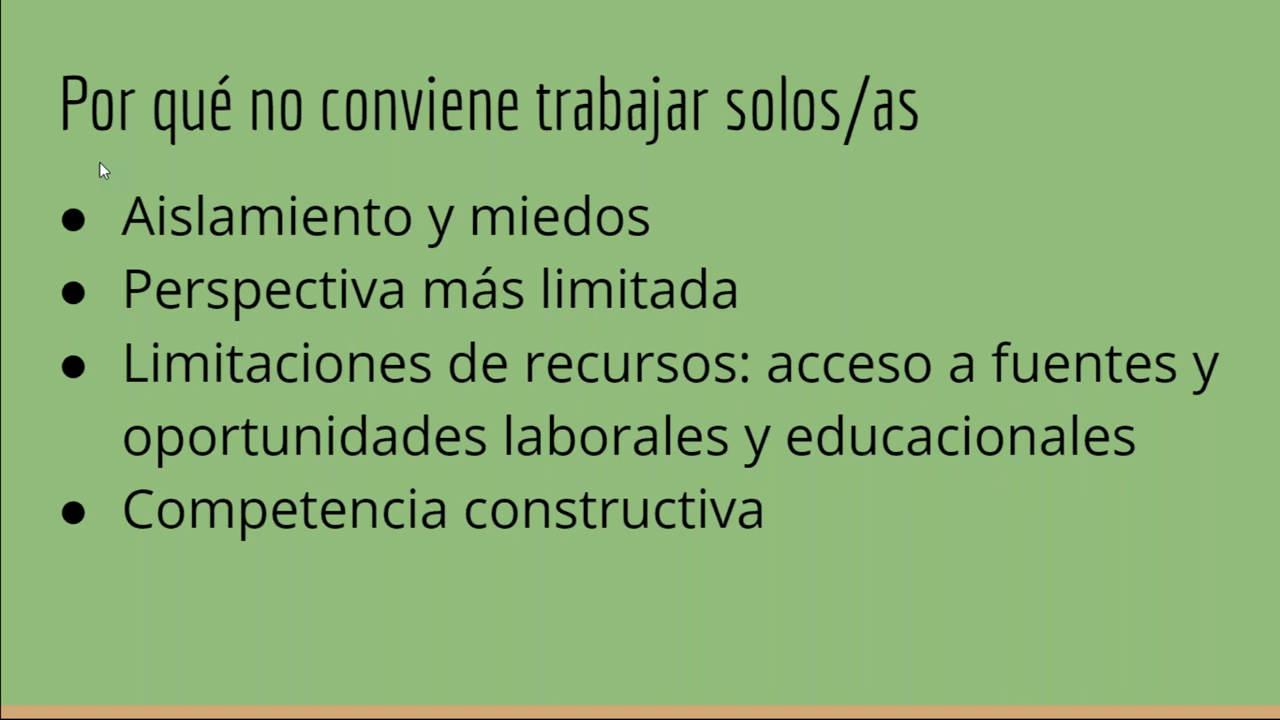 Por qué no conviene trabajar solos/as
● Aislamiento y miedos
● Perspectiva más limitada
● Limitaciones de recursos: acceso a fuentes y
oportunidades laborales y educacionales
● Competencia constructiva